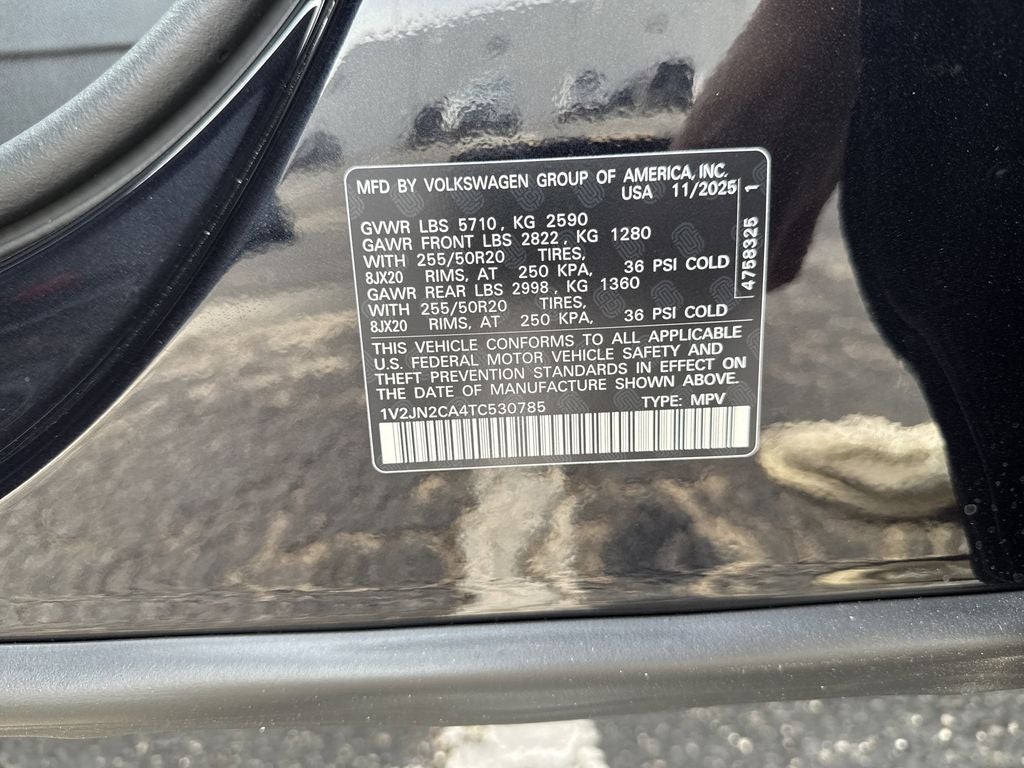 MFD BY VOLKSWAGEN GROUP OF AMERICA, INC.
USA 11/2025
GVWR LBS 5710, KG 2590
GAWR FRONT LBS 2822, KG 1280
WITH 255/50R20 TIRES,
8JX20 RIMS, AT 250 KPA, 36 PSI COLD
GAWR REAR LBS 2998, KG 1360
WITH 255/50R20 TIRES,
8JX20 RIMS, AT 250 KPA, 36 PSI COLD
4758325 1
THIS VEHICLE CONFORMS TO ALL APPLICABLE
U.S. FEDERAL MOTOR VEHICLE SAFETY AND
THEFT PREVENTION STANDARDS IN EFFECT ON
THE DATE OF MANUFACTURE SHOWN ABOVE.
1V2JN2CA4TC530785 TYPE: MPV